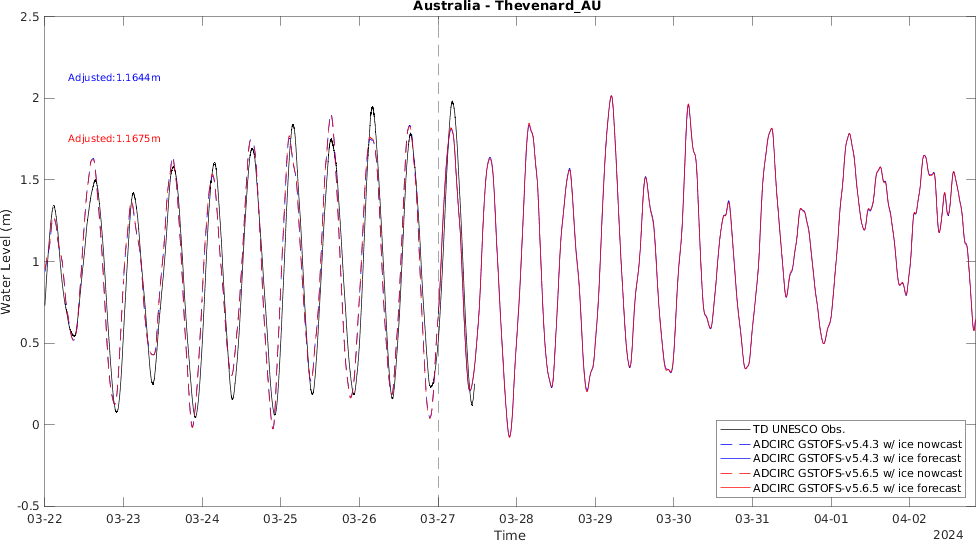 Australia - Thevenard_AU
2.5
2
1.5
1
0.5
0
-0.5
Water Level (m)
Adjusted:1.1644m
Adjusted:1.1675m
TD UNESCO Obs.
ADCIRC GSTOFS-v5.4.3 w/ ice nowcast
ADCIRC GSTOFS-v5.4.3 w/ ice forecast
ADCIRC GSTOFS-v5.6.5 w/ ice nowcast
ADCIRC GSTOFS-v5.6.5 w/ ice forecast
03-22 03-23 03-24 03-25 03-26 03-27 03-28 03-29 03-30 03-31 04-01 04-02
Time
2024